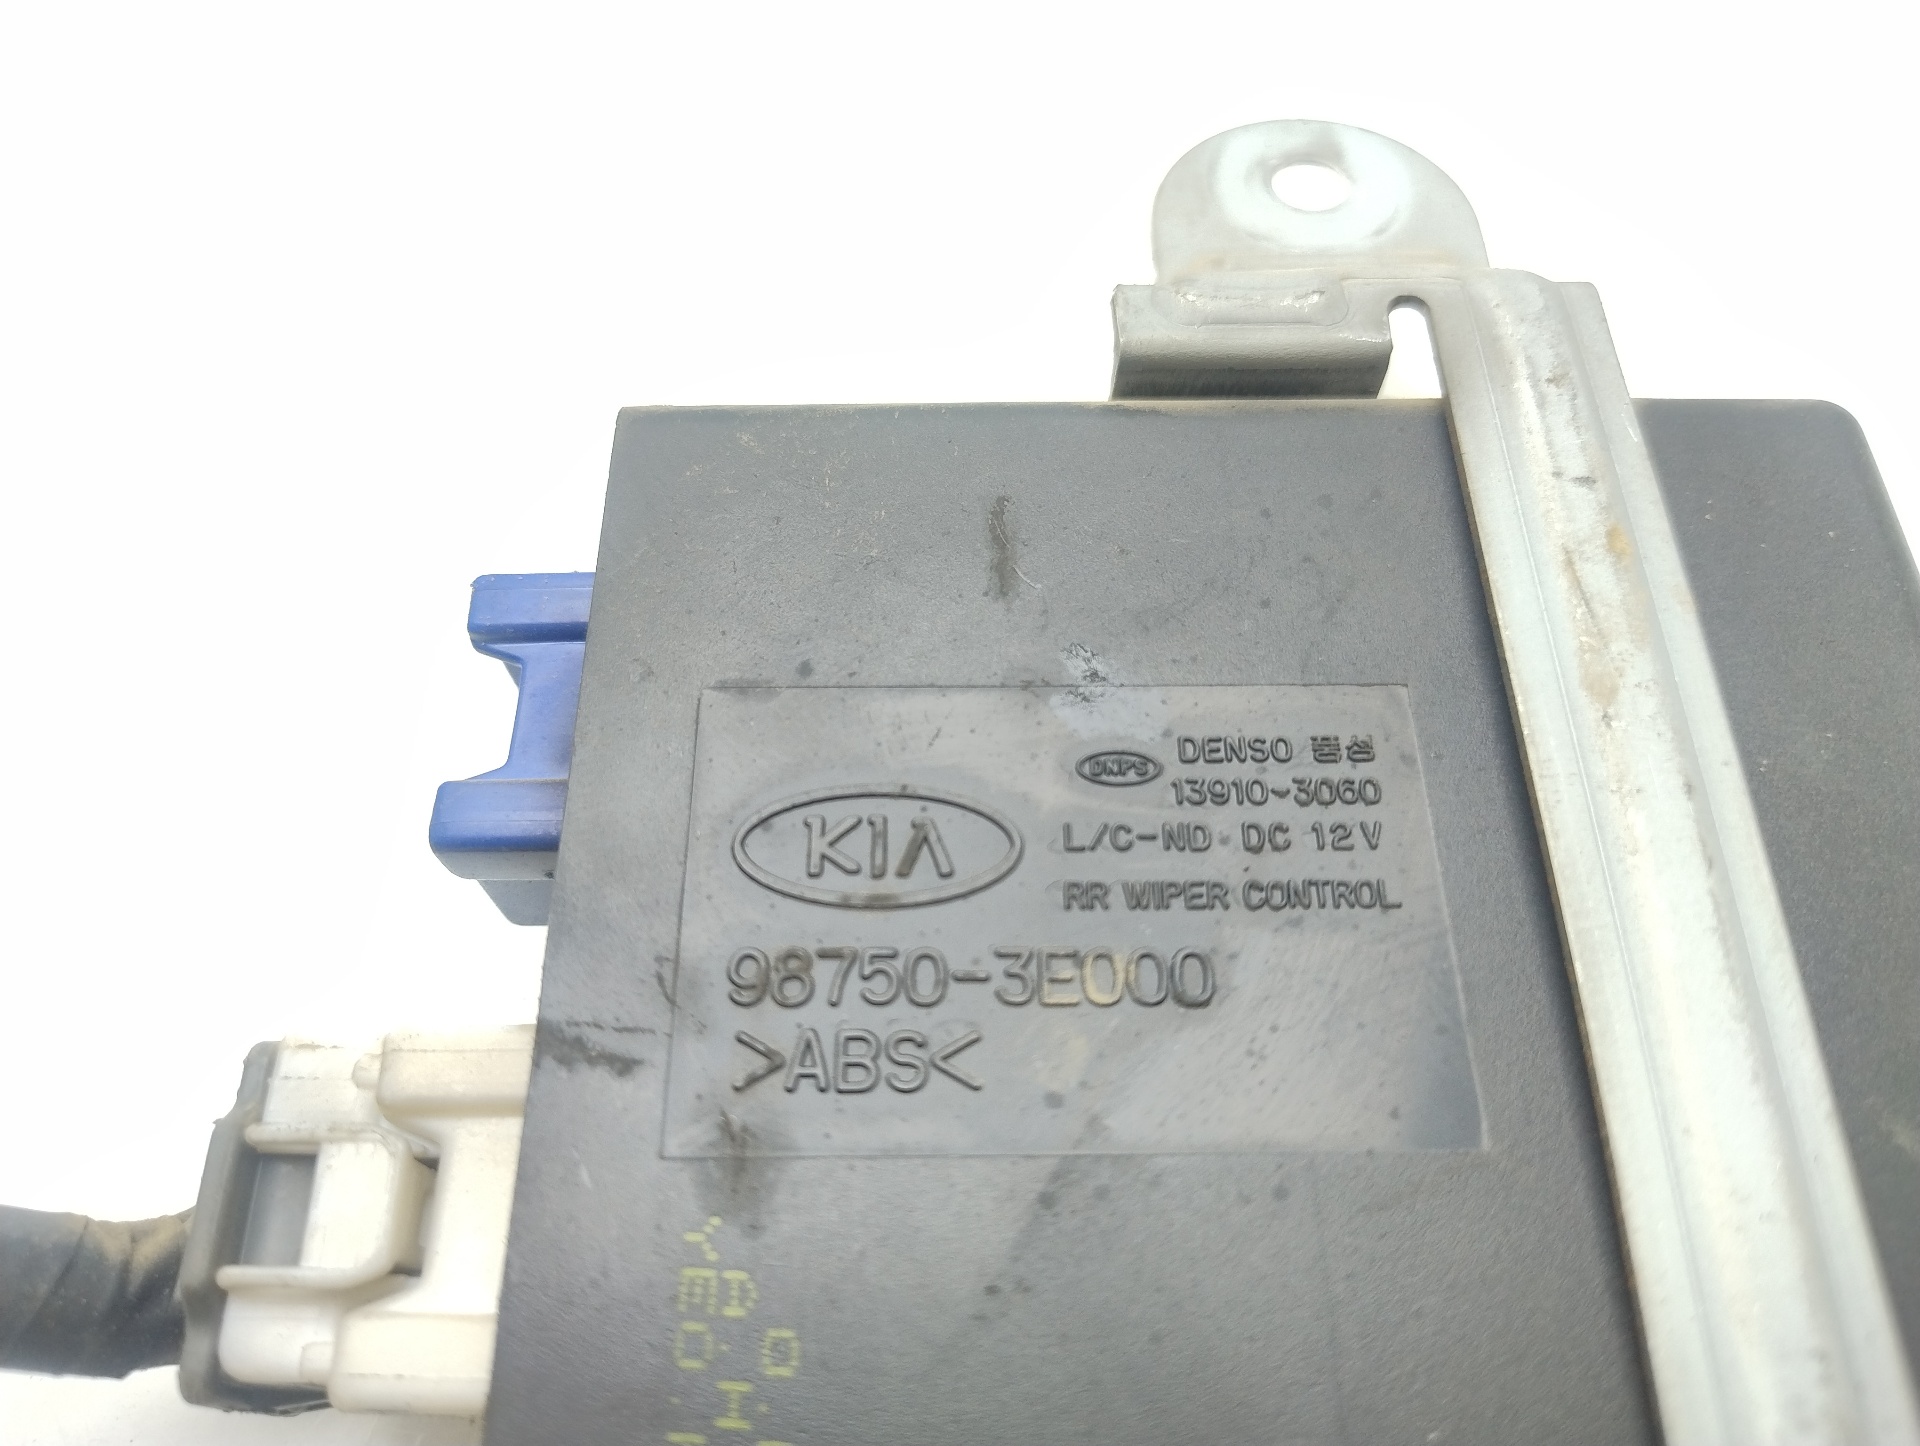 DNPS
DENSO 풍성
13910-3060
KIA
L/C-ND DC 12V
RR WIPER CONTROL
98750-3E000
>ABS<